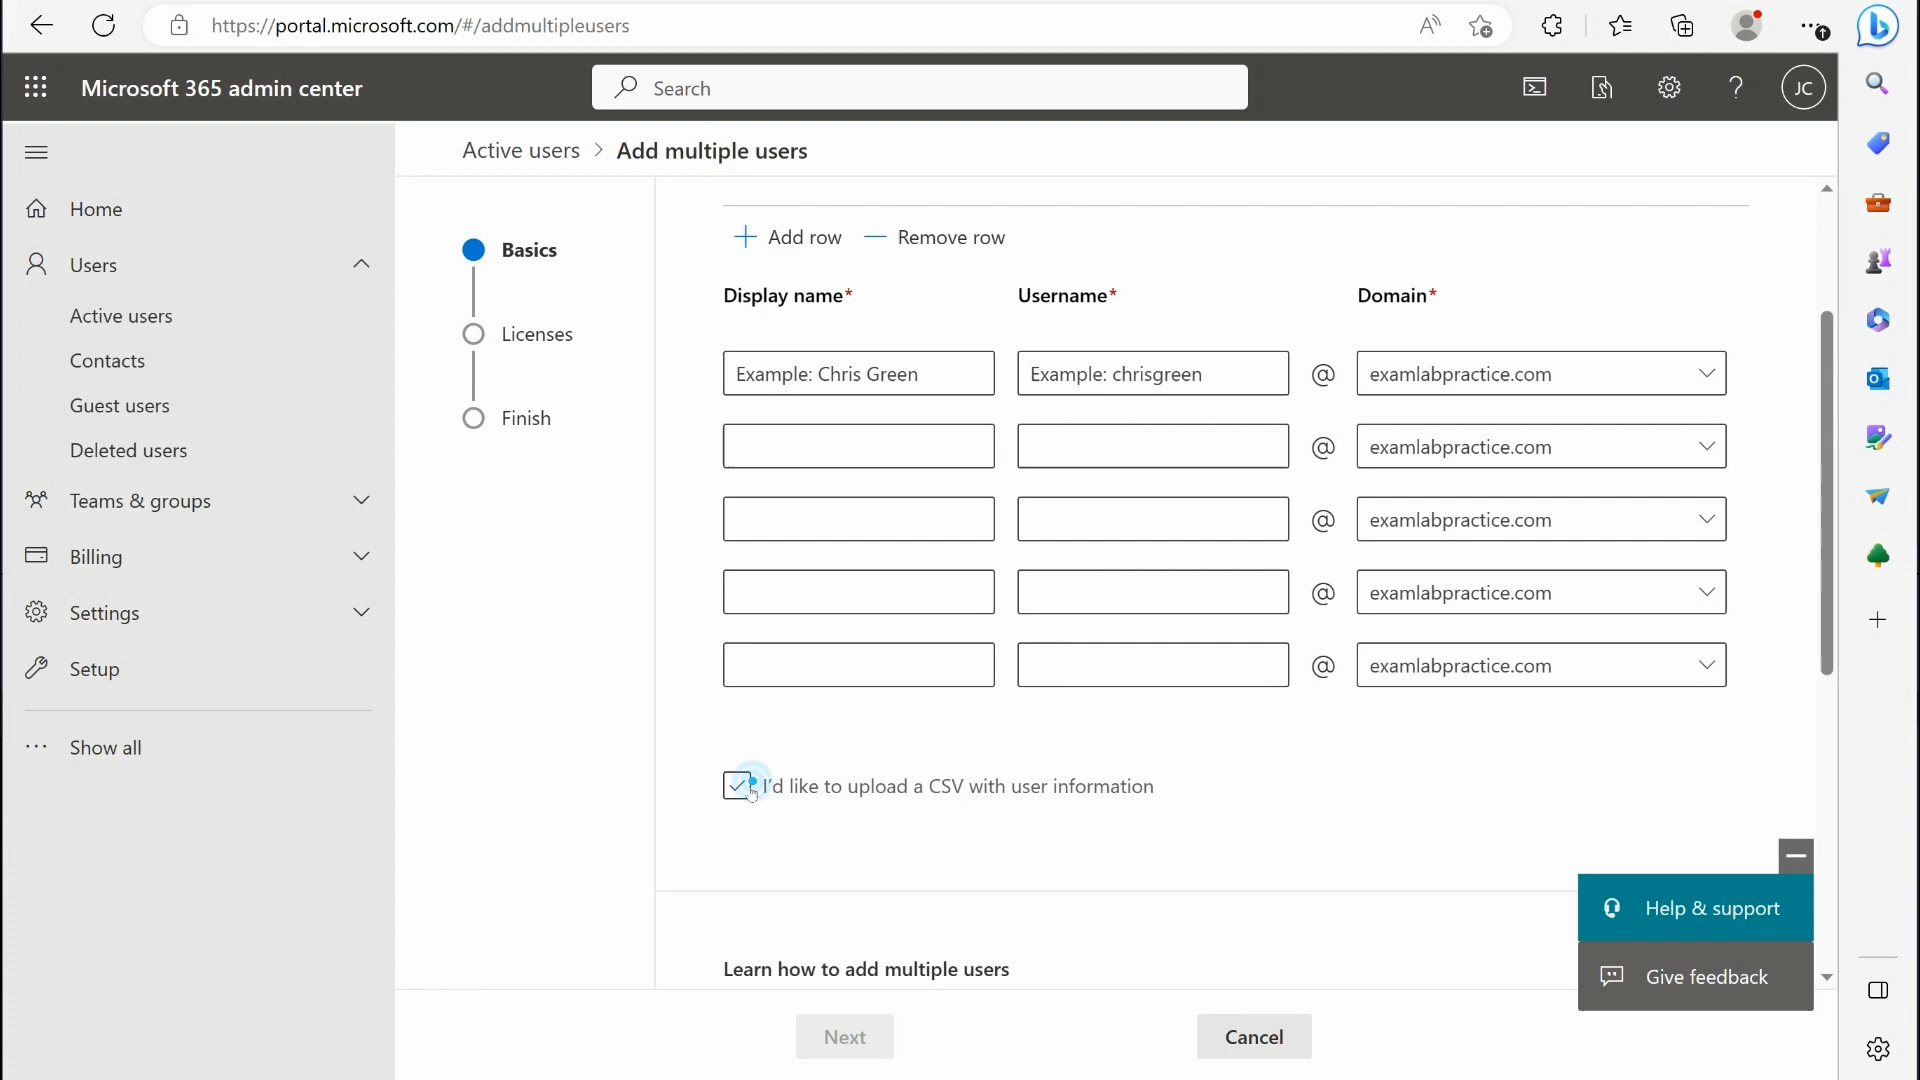 https://portal.microsoft.com/#/addmultipleusers
Microsoft 365 admin center
Search
JC
Active users > Add multiple users
Home
Users
Active users
Contacts
Guest users
Deleted users
Teams & groups
Billing
Settings
Setup
Show all
Basics
Licenses
Finish
Add row
Remove row
Display name* Username* Domain*
Example: Chris Green Example: chrisgreen @ examlabpractice.com
@ examlabpractice.com
@ examlabpractice.com
@ examlabpractice.com
@ examlabpractice.com
I'd like to upload a CSV with user information
Learn how to add multiple users
Help & support
Give feedback
Next
Cancel